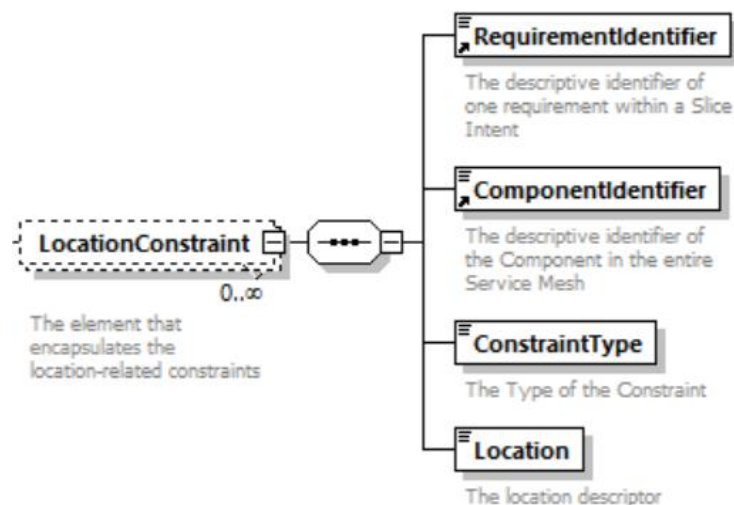 RequirementIdentifier
The descriptive identifier of
one requirement within a Slice
Intent
ComponentIdentifier
The descriptive identifier of
the Component in the entire
Service Mesh
LocationConstraint
0..∞
The element that
encapsulates the
location-related constraints
ConstraintType
The Type of the Constraint
Location
The location descriptor